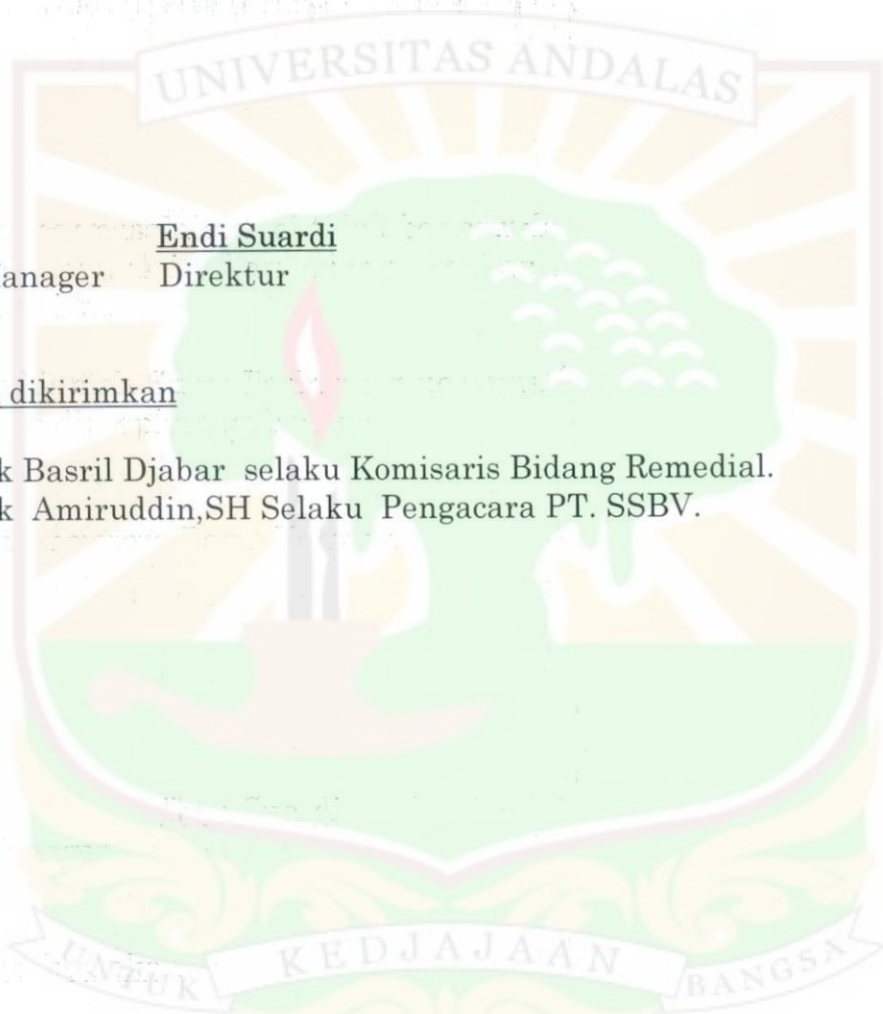 UNIVERSITAS ANDALAS
Endi Suardi
anager Direktur
dikirimkan
k Basril Djabar selaku Komisaris Bidang Remedial.
k Amiruddin,SH Selaku Pengacara PT. SSBV.
UNTUK KEDJAJAAN BANGSA